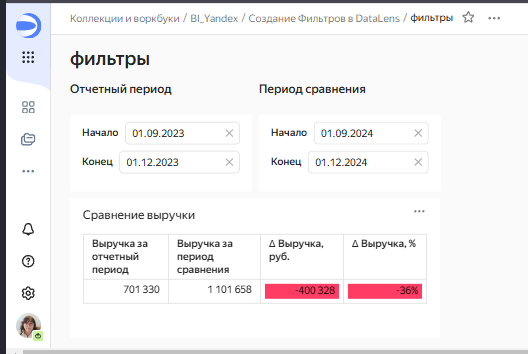 Коллекции и воркбуки / BI_Yandex / Создание Фильтров в DataLens / фильтры
фильтры
Отчетный период
Период сравнения
Начало 01.09.2023
Начало 01.09.2024
Конец 01.12.2023
Конец 01.12.2024
Сравнение выручки
Выручка за отчетный период
Выручка за период сравнения
Δ Выручка, руб.
Δ Выручка, %
701 330 1 101 658 -400 328 -36%